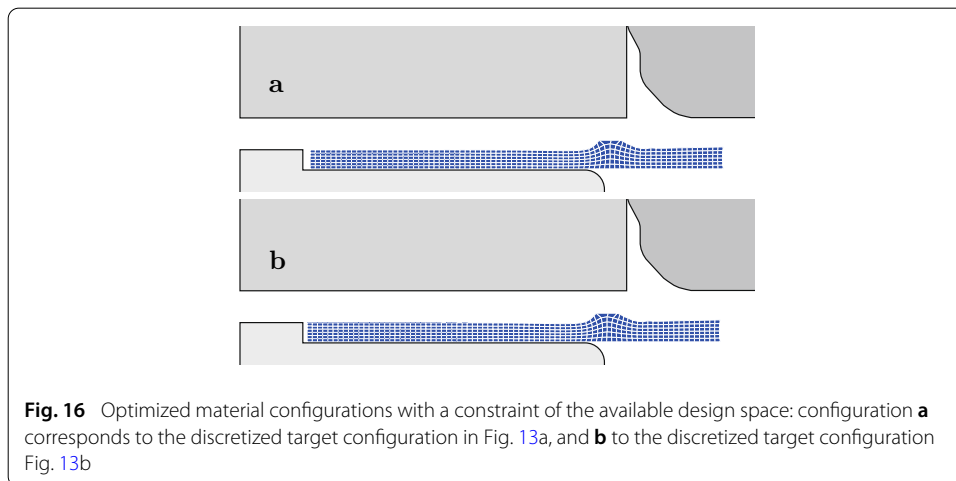 a
b
Fig. 16 Optimized material configurations with a constraint of the available design space: configuration a
corresponds to the discretized target configuration in Fig. 13a, and b to the discretized target configuration
Fig. 13b